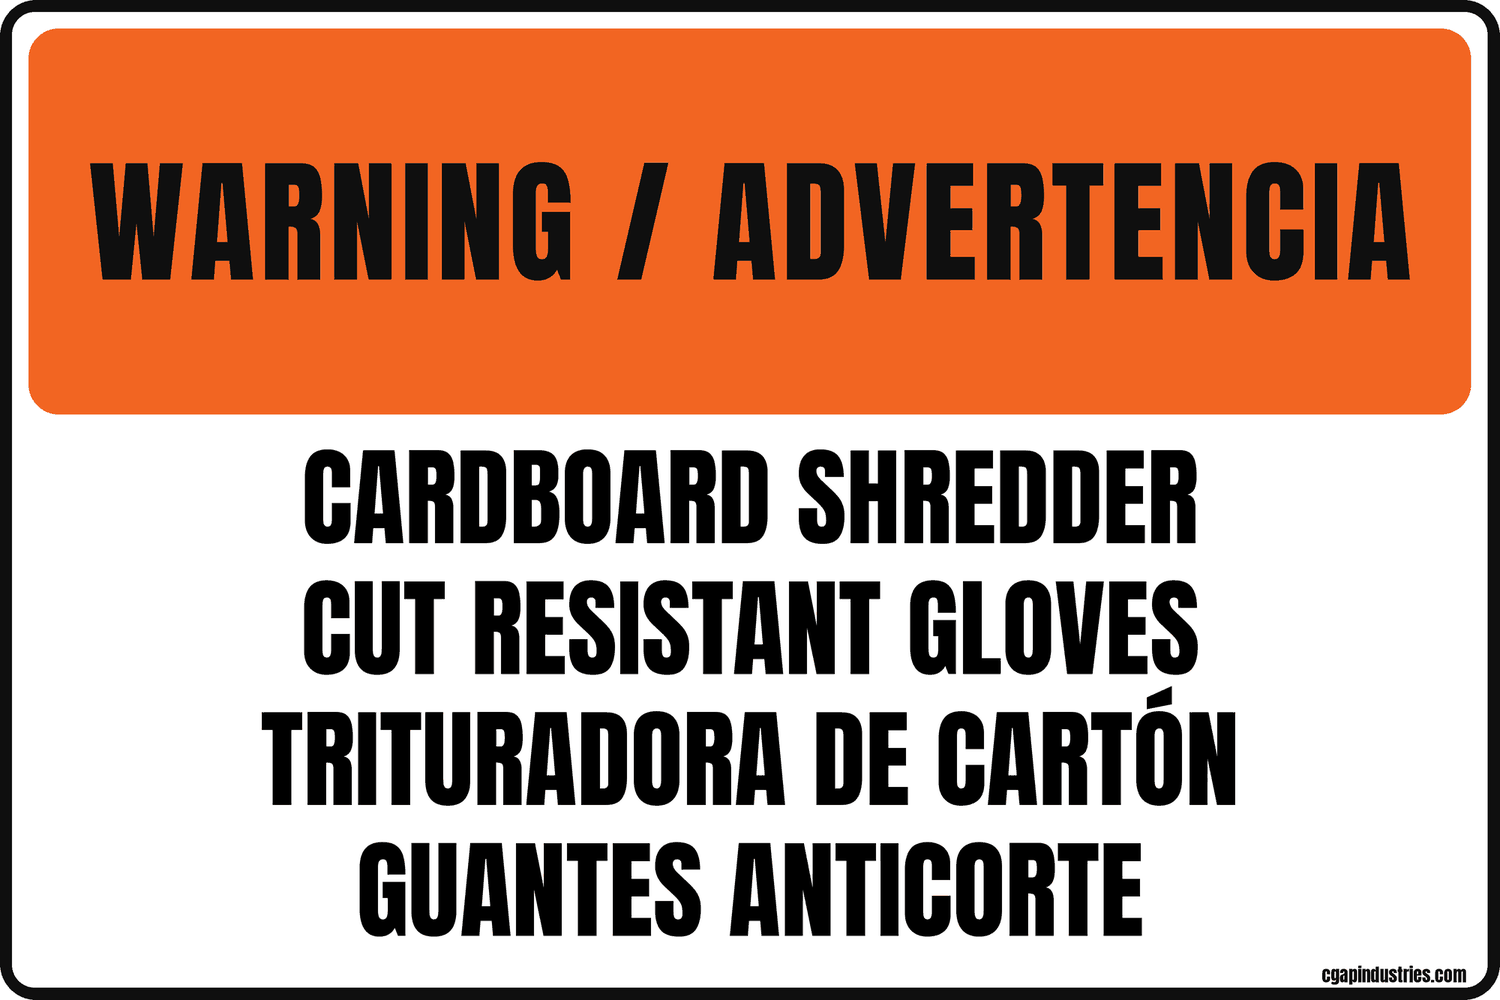 WARNING / ADVERTENCIA
CARDBOARD SHREDDER
CUT RESISTANT GLOVES
TRITURADORA DE CARTÓN
GUANTES ANTICORTE
cgapindustries.com